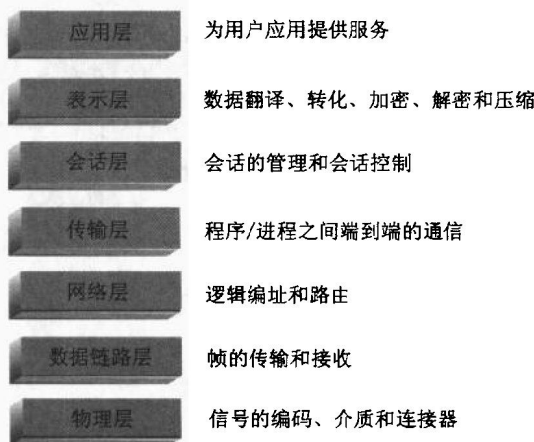 应用层 为用户应用提供服务
表示层 数据翻译、转化、加密、解密和压缩
会话层 会话的管理和会话控制
传输层 程序/进程之间端到端的通信
网络层 逻辑编址和路由
数据链路层 帧的传输和接收
物理层 信号的编码、介质和连接器